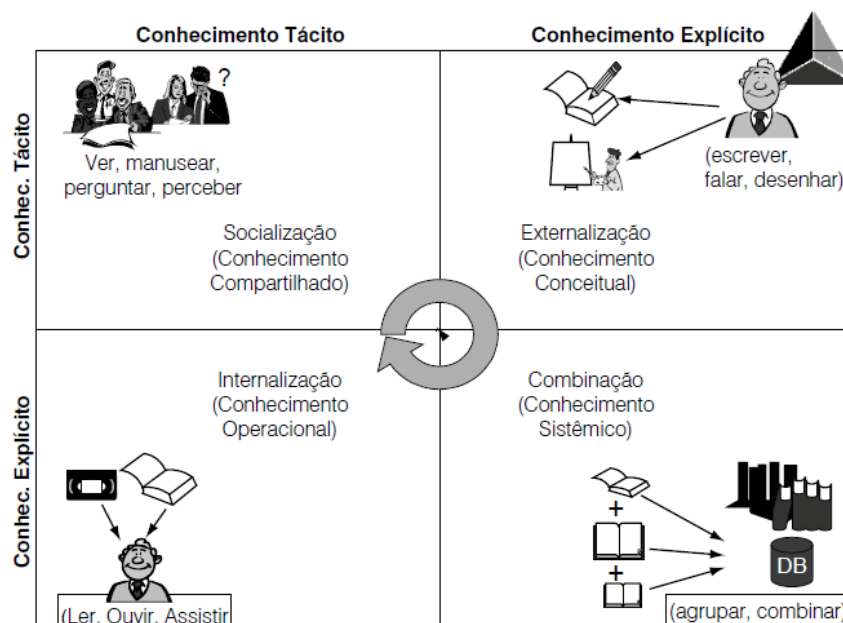 Conhecimento Tácito
Conhecimento Explícito
Conhec. Tácito
?
Ver, manusear,
perguntar, perceber
(escrever,
falar, desenhar)
Socialização
(Conhecimento
Compartilhado)
Externalização
(Conhecimento
Conceitual)
Conhec. Explícito
Internalização
(Conhecimento
Operacional)
Combinação
(Conhecimento
Sistêmico)
+
+
DB
(Ler, Ouvir, Assistir
(agrupar, combinar)